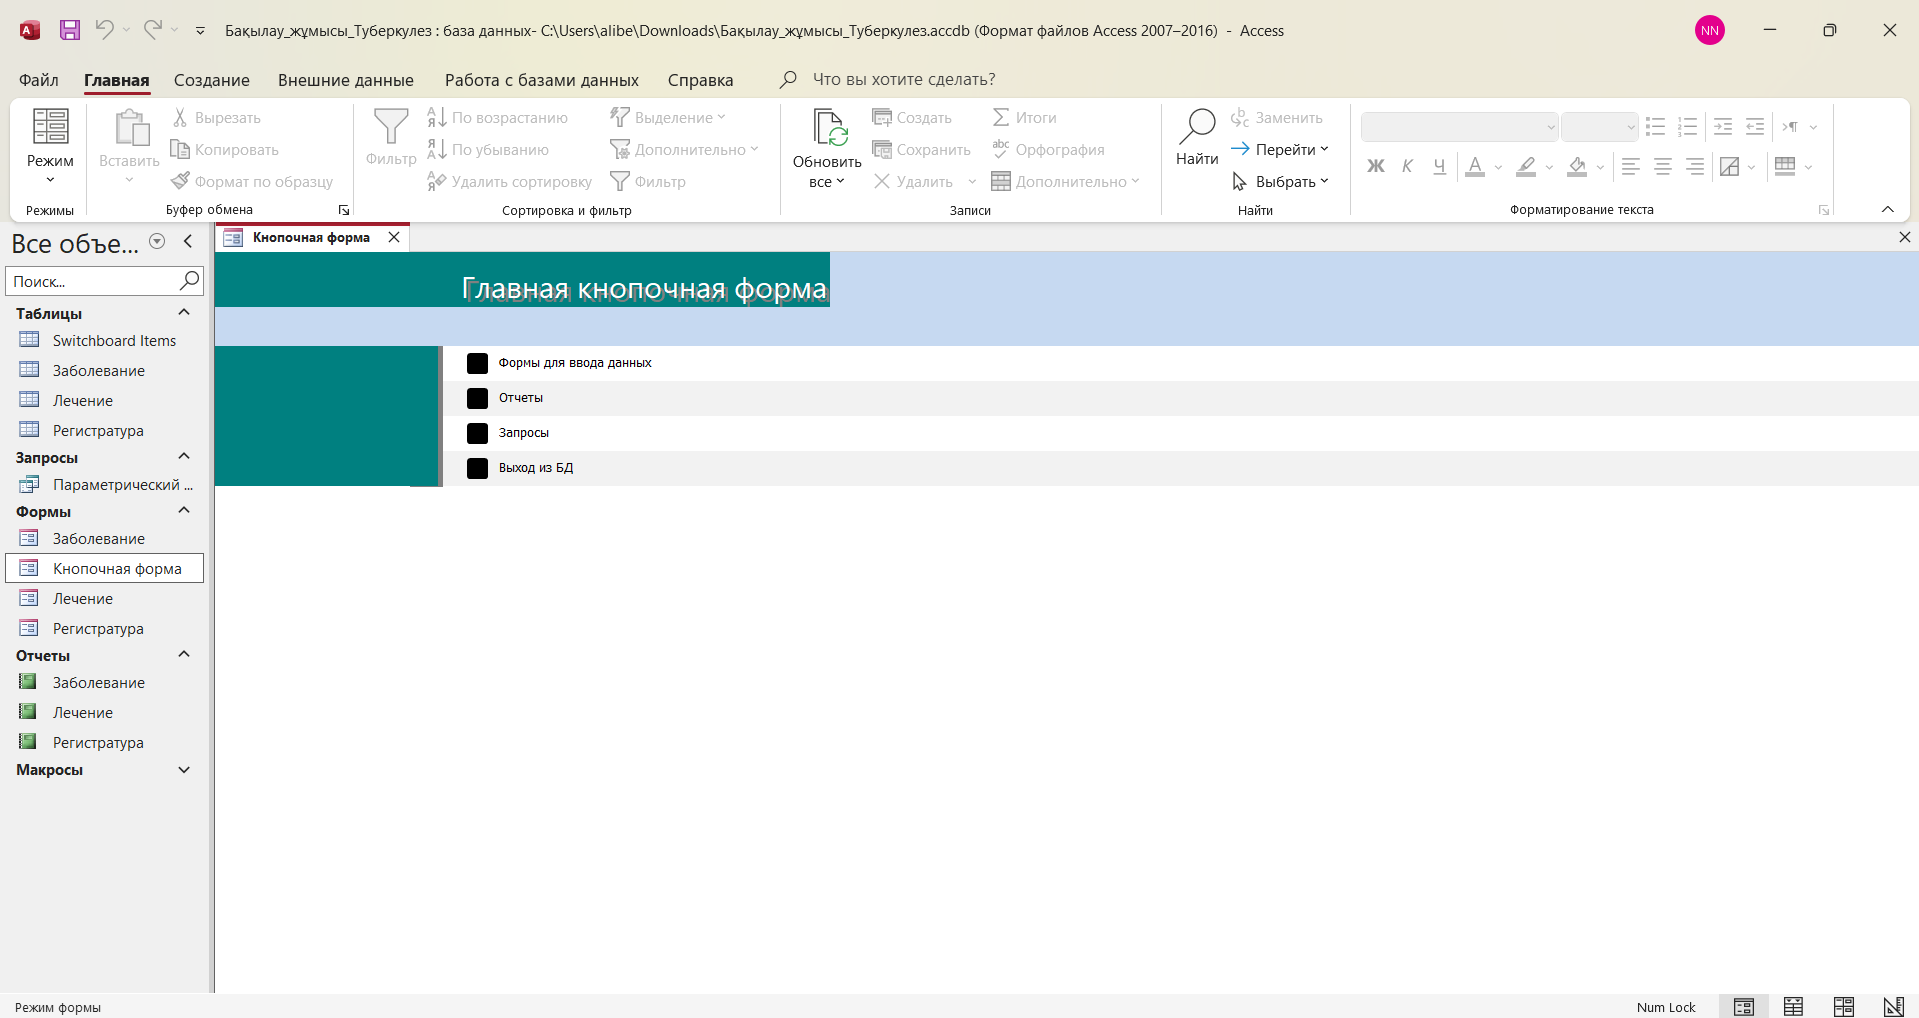 Бақылау_жұмысы_Туберкулез : база данных- C:\Users\alibe\Downloads\Бақылау_жұмысы_Туберкулез.accdb (Формат файлов Access 2007–2016) - Access
NN
Файл Главная Создание Внешние данные Работа с базами данных Справка Что вы хотите сделать?
Режим
Режимы
Вставить
Вырезать
Копировать
Формат по образцу
Буфер обмена
Фильтр
По возрастанию
По убыванию
Удалить сортировку
Выделение
Дополнительно
Фильтр
Сортировка и фильтр
Обновить
все
Создать
Сохранить
Удалить
Итоги
Орфография
Дополнительно
Записи
Найти
Заменить
Перейти
Выбрать
Найти
Ж К Ч А
Форматирование текста
Все объе...
Поиск...
Таблицы
Switchboard Items
Заболевание
Лечение
Регистратура
Запросы
Параметрический ...
Формы
Заболевание
Кнопочная форма
Лечение
Регистратура
Отчеты
Заболевание
Лечение
Регистратура
Макросы
Кнопочная форма
Главная кнопочная форма
Формы для ввода данных
Отчеты
Запросы
Выход из БД
Режим формы
Num Lock